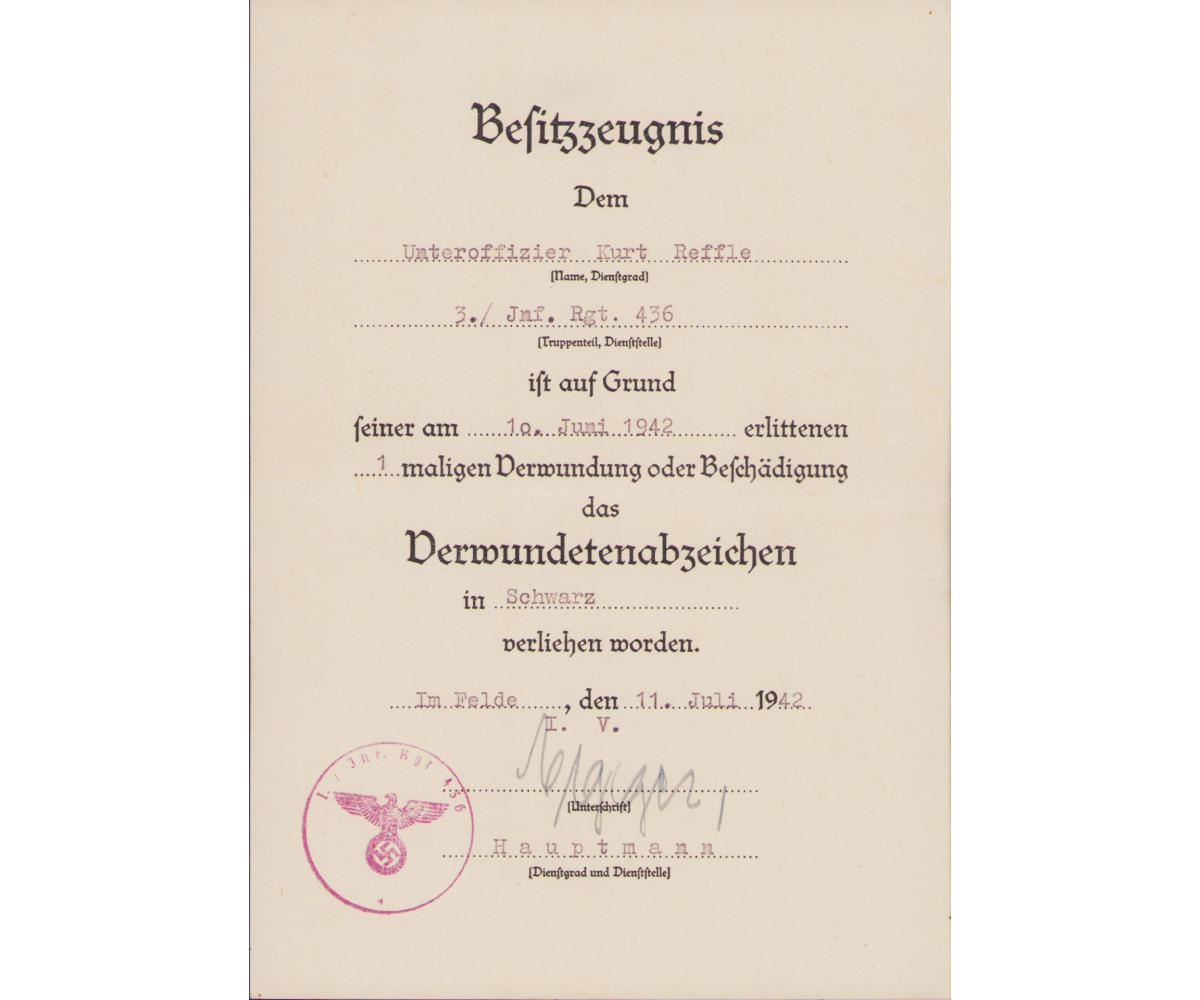 Besitzzeugnis
Dem
Unteroffizier Kurt Reffle
(Name, Dienstgrad)
3./ Jnf. Rgt. 436
(Truppenteil, Dienststelle)
ist auf Grund
seiner am 10. Juni 1942 erlittenen
1 maligen Verwundung oder Beschädigung
das
Verwundetenabzeichen
in Schwarz
verliehen worden.
Im Felde, den 11. Juli 1942
I. V.
I. / Jnf. Rgt 436
(Unterschrift)
Hauptmann
(Dienstgrad und Dienststelle)